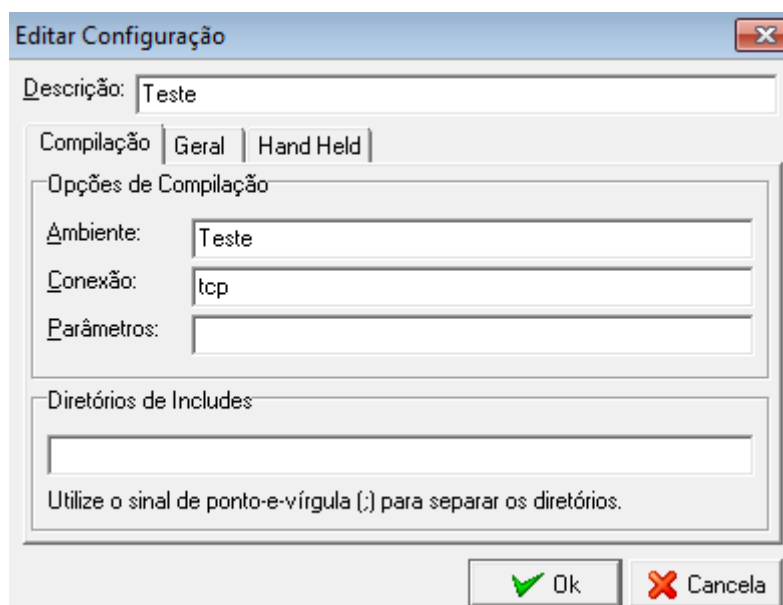 Editar Configuração
Descrição: Teste
Compilação Geral Hand Held
Opções de Compilação
Ambiente: Teste
Conexão: tcp
Parâmetros:
Diretórios de Includes
Utilize o sinal de ponto-e-vírgula (;) para separar os diretórios.
Ok Cancela